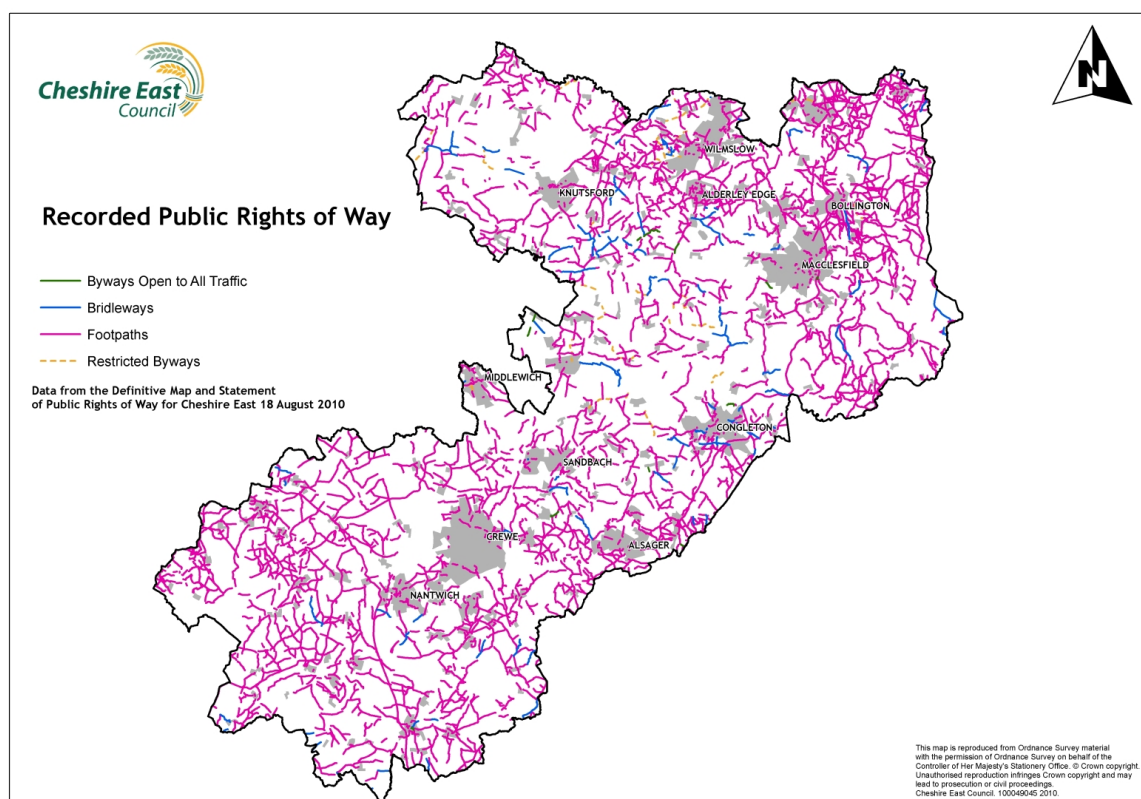 Cheshire East
Council
N
Recorded Public Rights of Way
Byways Open to All Traffic
Bridleways
Footpaths
Restricted Byways
Data from the Definitive Map and Statement
of Public Rights of Way for Cheshire East 18 August 2010
WILMSLOW
KNUTSFORD
ALDERLEY EDGE
BOLLINGTON
MACCLESFIELD
MIDDLEWICH
CONGLETON
SANDBACH
CREWE
ALSAGER
NANTWICH
This map is reproduced from Ordnance Survey material
with the permission of Ordnance Survey on behalf of the
Controller of Her Majesty's Stationery Office. © Crown copyright.
Unauthorised reproduction infringes Crown copyright and may
lead to prosecution or civil proceedings.
Cheshire East Council. 100049045 2010.